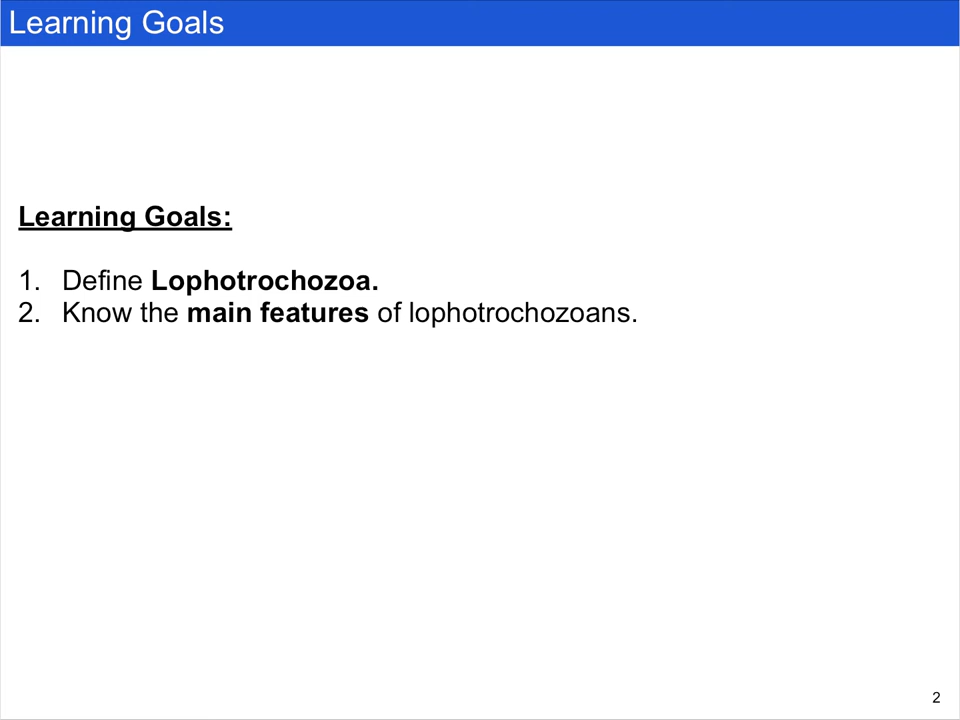 Learning Goals
Learning Goals:
1. Define Lophotrochozoa.
2. Know the main features of lophotrochozoans.
2